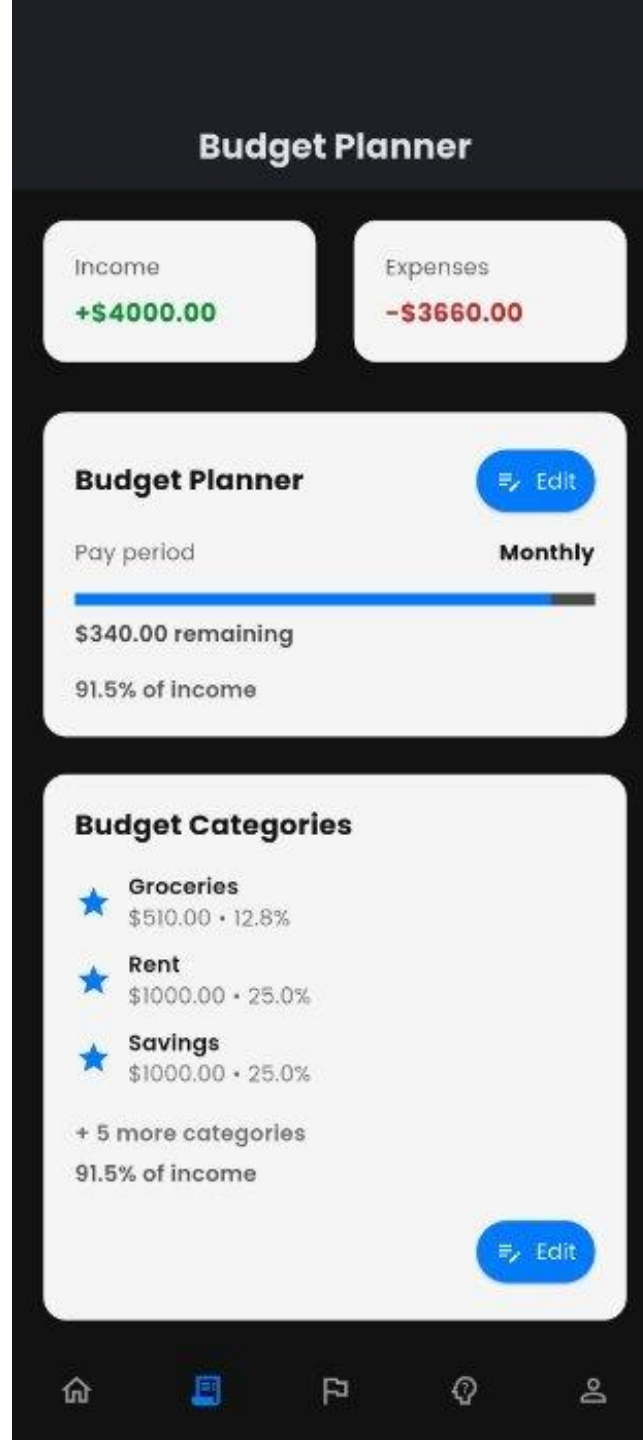 Budget Planner
Income
+$4000.00
Expenses
-$3660.00
Budget Planner
Edit
Pay period
Monthly
$340.00 remaining
91.5% of income
Budget Categories
Groceries
$510.00 • 12.8%
Rent
$1000.00 • 25.0%
Savings
$1000.00 • 25.0%
+ 5 more categories
91.5% of income
Edit